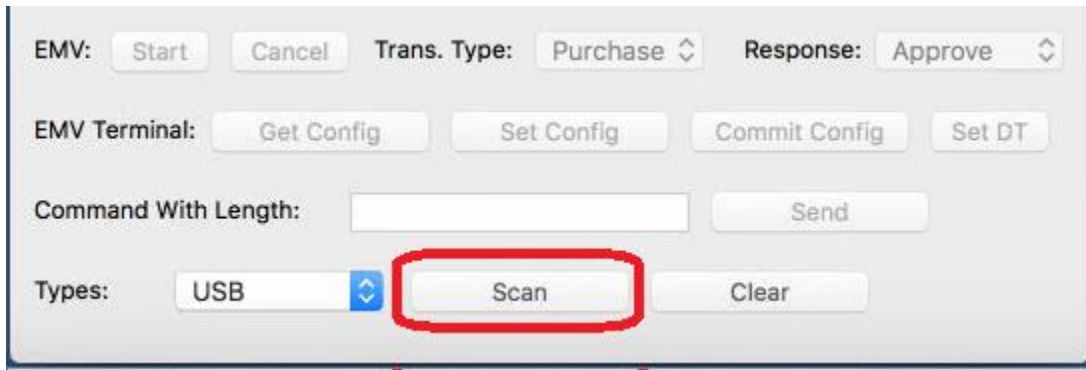 EMV: Start Cancel Trans. Type: Purchase Response: Approve
EMV Terminal: Get Config Set Config Commit Config Set DT
Command With Length: Send
Types: USB Scan Clear